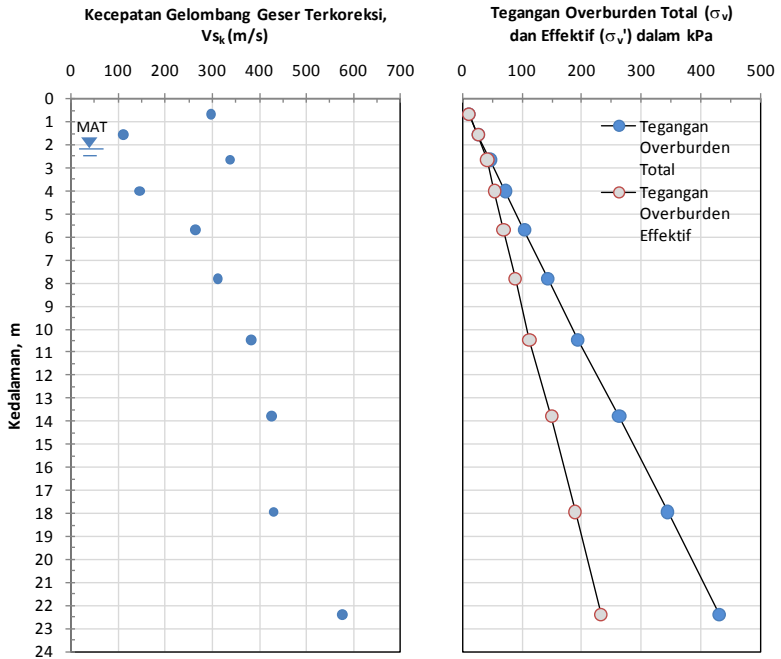 Kecepatan Gelombang Geser Terkoreksi,
Vsk (m/s)
0 100 200 300 400 500 600 700
Kedalaman, m
0
1
2
3
4
5
6
7
8
9
10
11
12
13
14
15
16
17
18
19
20
21
22
23
24
MAT
Tegangan Overburden Total (σv)
dan Effektif (σv') dalam kPa
0 100 200 300 400 500
Tegangan
Overburden
Total
Tegangan
Overburden
Effektif